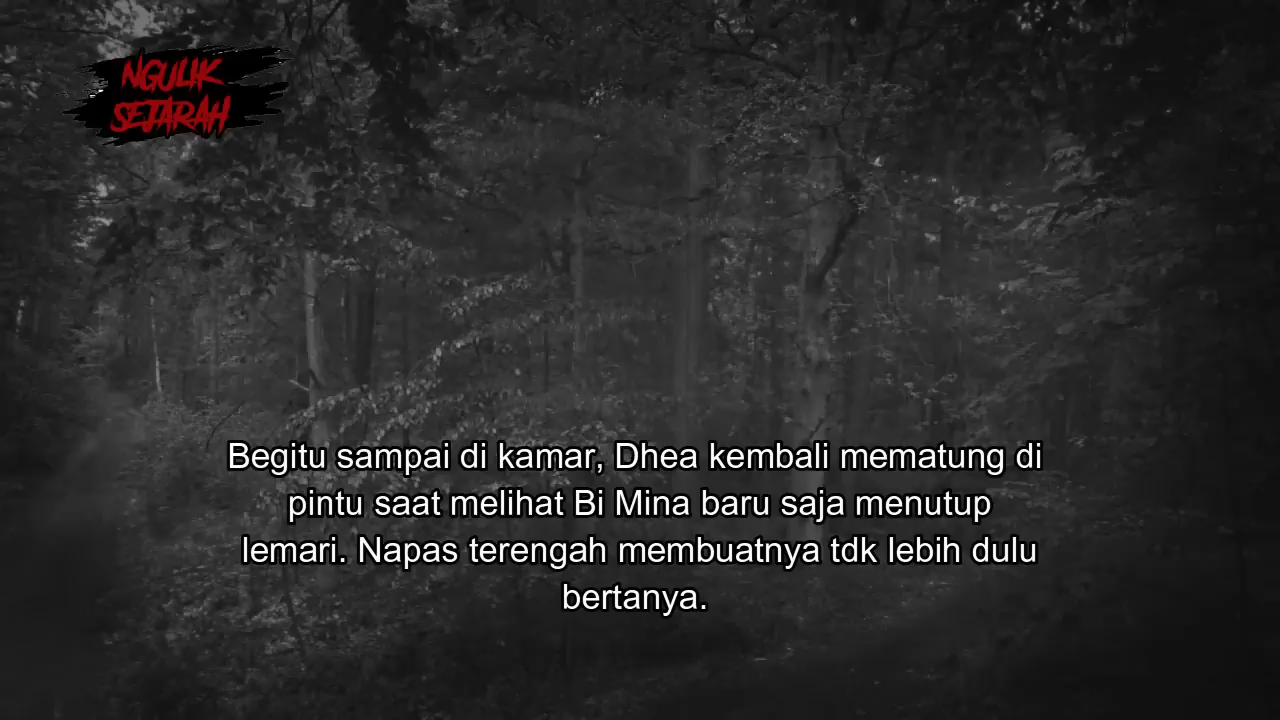 NGULIK
SEJARAH
Begitu sampai di kamar, Dhea kembali mematung di
pintu saat melihat Bi Mina baru saja menutup
lemari. Napas terengah membuatnya tdk lebih dulu
bertanya.